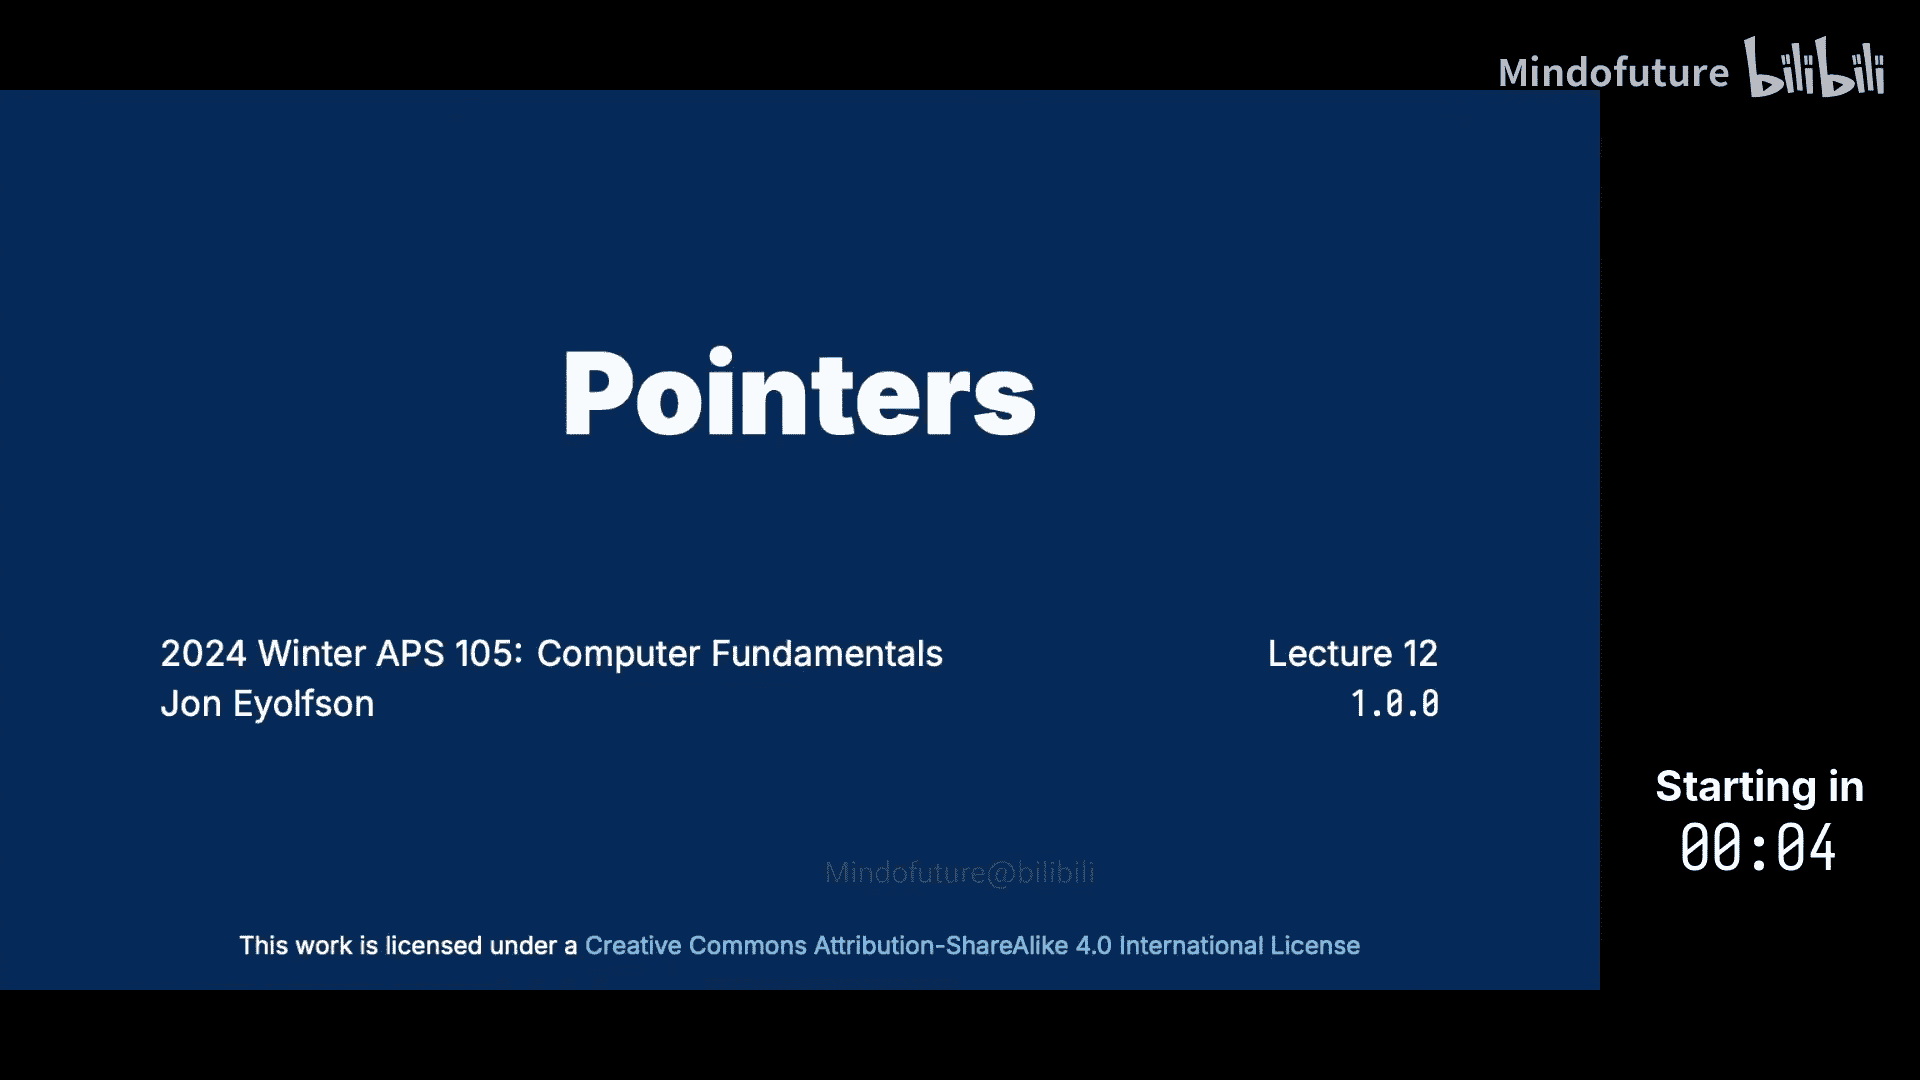 Mindofuture bilibili
Pointers
2024 Winter APS 105: Computer Fundamentals
Lecture 12
Jon Eyolfson
1.0.0
Starting in
00:04
Mindofuture@bilibili
This work is licensed under a Creative Commons Attribution-ShareAlike 4.0 International License